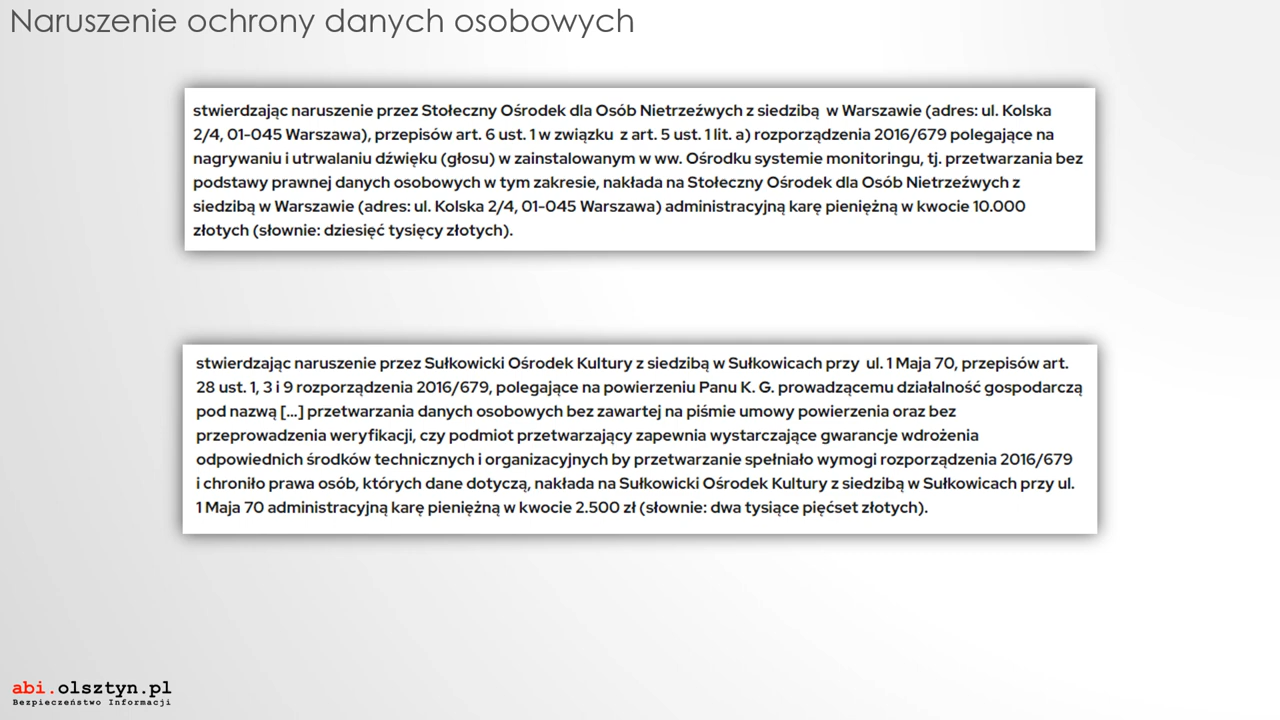 Naruszenie ochrony danych osobowych
stwierdzając naruszenie przez Stołeczny Ośrodek dla Osób Nietrzeźwych z siedzibą w Warszawie (adres: ul. Kolska
2/4, 01-045 Warszawa), przepisów art. 6 ust. 1 w związku z art. 5 ust. 1 lit. a) rozporządzenia 2016/679 polegające na
nagrywaniu i utrwalaniu dźwięku (głosu) w zainstalowanym w ww. Ośrodku systemie monitoringu, tj. przetwarzania bez
podstawy prawnej danych osobowych w tym zakresie, nakłada na Stołeczny Ośrodek dla Osób Nietrzeźwych z
siedzibą w Warszawie (adres: ul. Kolska 2/4, 01-045 Warszawa) administracyjną karę pieniężną w kwocie 10.000
złotych (słownie: dziesięć tysięcy złotych).
stwierdzając naruszenie przez Sułkowicki Ośrodek Kultury z siedzibą w Sułkowicach przy ul. 1 Maja 70, przepisów art.
28 ust. 1, 3 i 9 rozporządzenia 2016/679, polegające na powierzeniu Panu K. G. prowadzącemu działalność gospodarczą
pod nazwą [...] przetwarzania danych osobowych bez zawartej na piśmie umowy powierzenia oraz bez
przeprowadzenia weryfikacji, czy podmiot przetwarzający zapewnia wystarczające gwarancje wdrożenia
odpowiednich środków technicznych i organizacyjnych by przetwarzanie spełniało wymogi rozporządzenia 2016/679
i chroniło prawa osób, których dane dotyczą, nakłada na Sułkowicki Ośrodek Kultury z siedzibą w Sułkowicach przy ul.
1 Maja 70 administracyjną karę pieniężną w kwocie 2.500 zł (słownie: dwa tysiące pięćset złotych).
abi.olsztyn.pl
Bezpieczeństwo Informacji